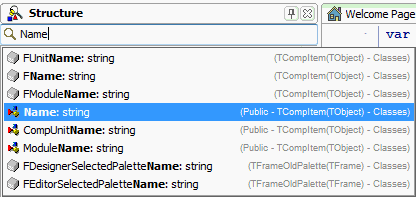 Structure
Welcome Page
Name
var
FUnitName: string (TCompItem(TObject) - Classes)
FName: string (TCompItem(TObject) - Classes)
FModuleName: string (TCompItem(TObject) - Classes)
Name: string (Public - TCompItem(TObject) - Classes)
CompUnitName: string (Public - TCompItem(TObject) - Classes)
ModuleName: string (Public - TCompItem(TObject) - Classes)
FDesignerSelectedPaletteName: string (TFrameOldPalette(TFrame) - Classes)
FEditorSelectedPaletteName: string (TFrameOldPalette(TFrame) - Classes)